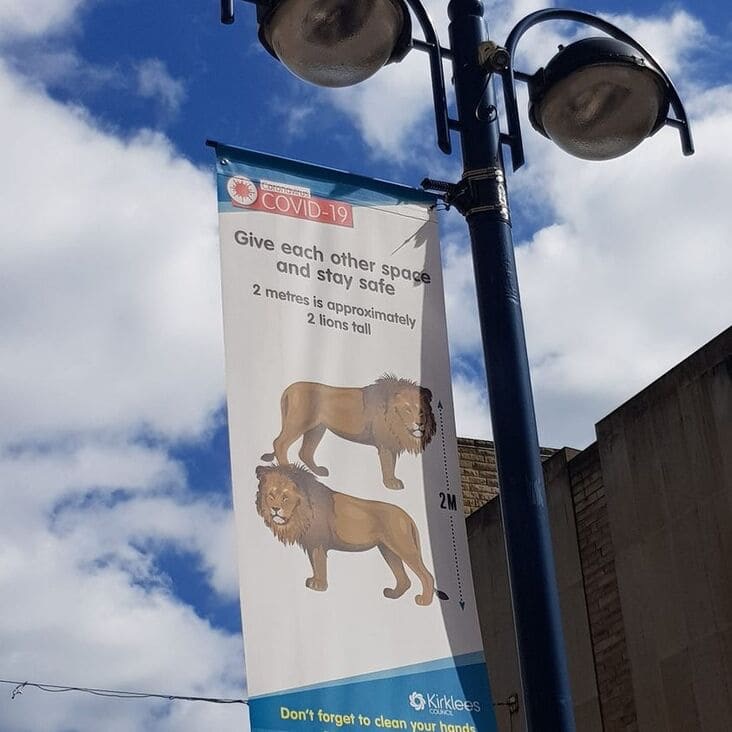 Coronavirus
COVID-19
Give each other space
and stay safe
2 metres is approximately
2 lions tall
2M
Kirklees
COUNCIL
Don't forget to clean your hands